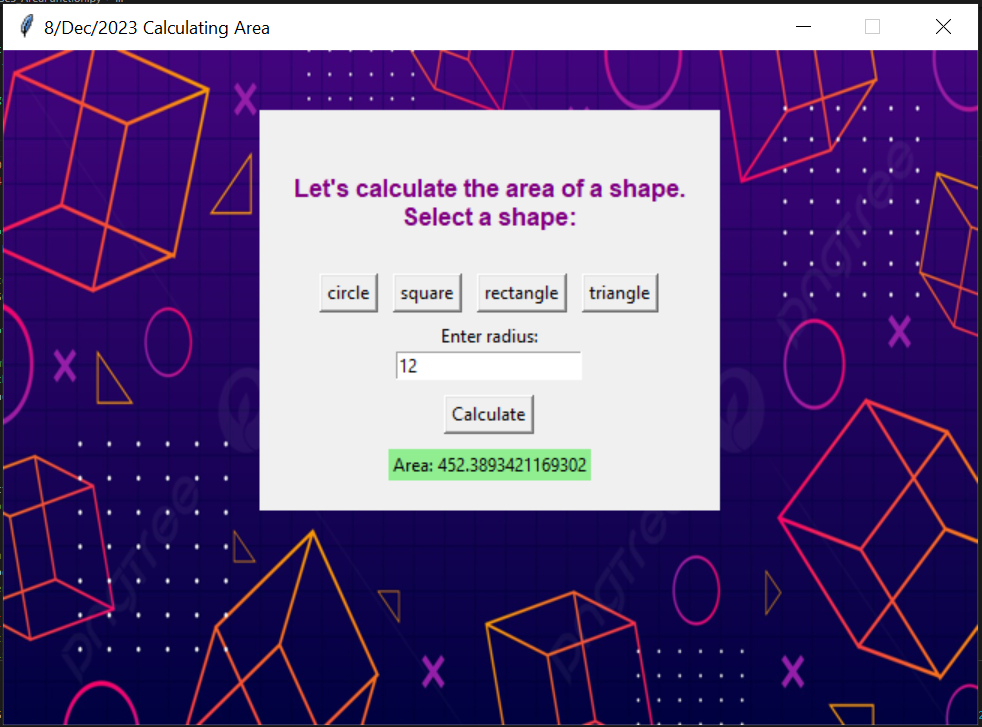 8/Dec/2023 Calculating Area
Let's calculate the area of a shape.
Select a shape:
circle square rectangle triangle
Enter radius:
12
Calculate
Area: 452.3893421169302
pngtree
pngtree
pngtree